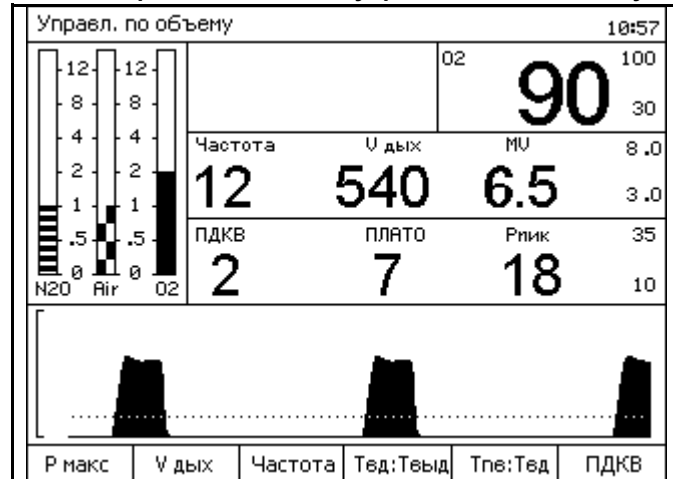 Управл. по объему 10:57
12 12
8 8
4 4
2 2
1 1
.5 .5
0 0
N2O Air O2
O2 90 100
30
Частота V дых MV 8.0
12 540 6.5 3.0
ПДКВ ПЛАТО Рпик 35
2 7 18 10
Р макс V дых Частота Твд:Твыд Тпв:Твд ПДКВ